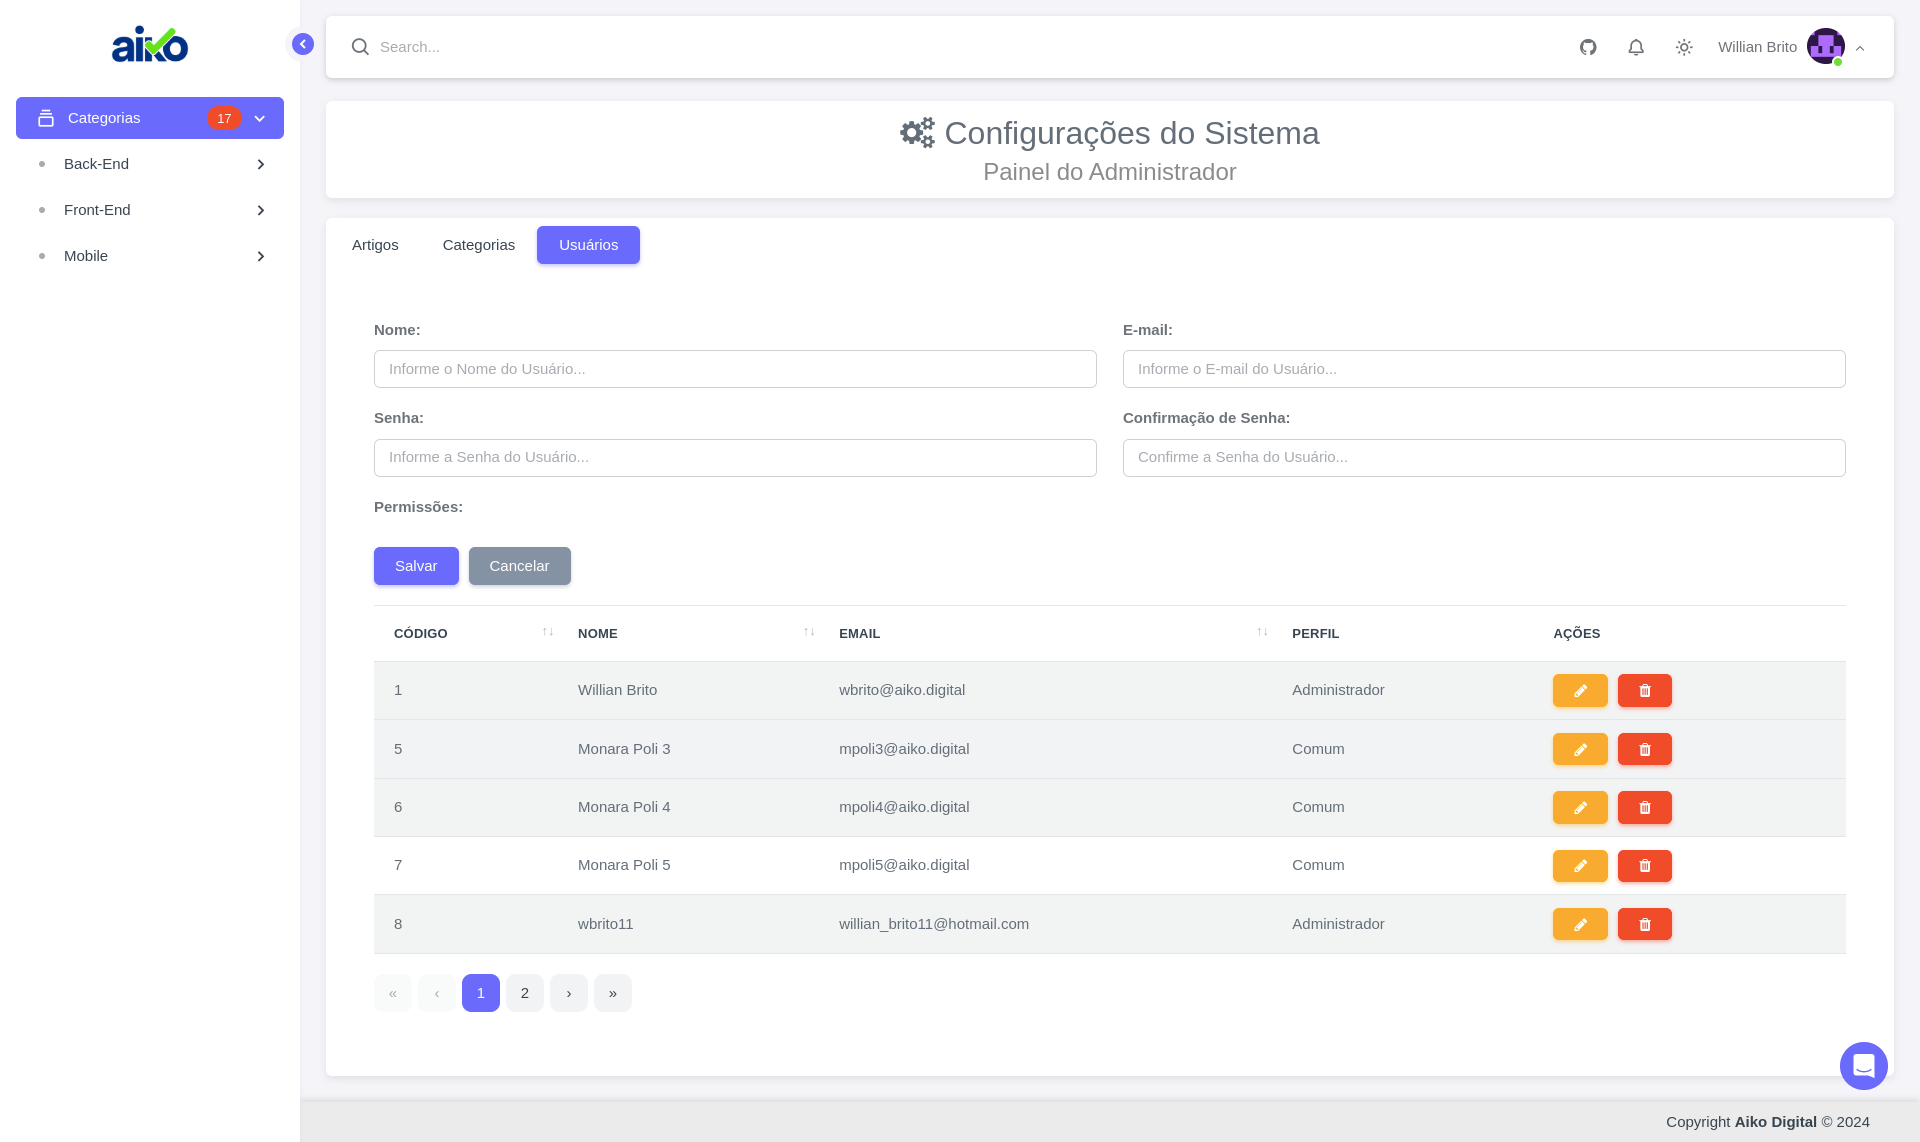 aiko
Search...
Willian Brito
Categorias 17
Back-End
Front-End
Mobile
Configurações do Sistema
Painel do Administrador
Artigos Categorias Usuários
Nome: E-mail:
Informe o Nome do Usuário... Informe o E-mail do Usuário...
Senha: Confirmação de Senha:
Informe a Senha do Usuário... Confirme a Senha do Usuário...
Permissões:
Salvar Cancelar
CÓDIGO ↑↓ NOME ↑↓ EMAIL ↑↓ PERFIL AÇÕES
1 Willian Brito wbrito@aiko.digital Administrador
5 Monara Poli 3 mpoli3@aiko.digital Comum
6 Monara Poli 4 mpoli4@aiko.digital Comum
7 Monara Poli 5 mpoli5@aiko.digital Comum
8 wbrito11 willian_brito11@hotmail.com Administrador
« ‹ 1 2 › »
Copyright Aiko Digital © 2024